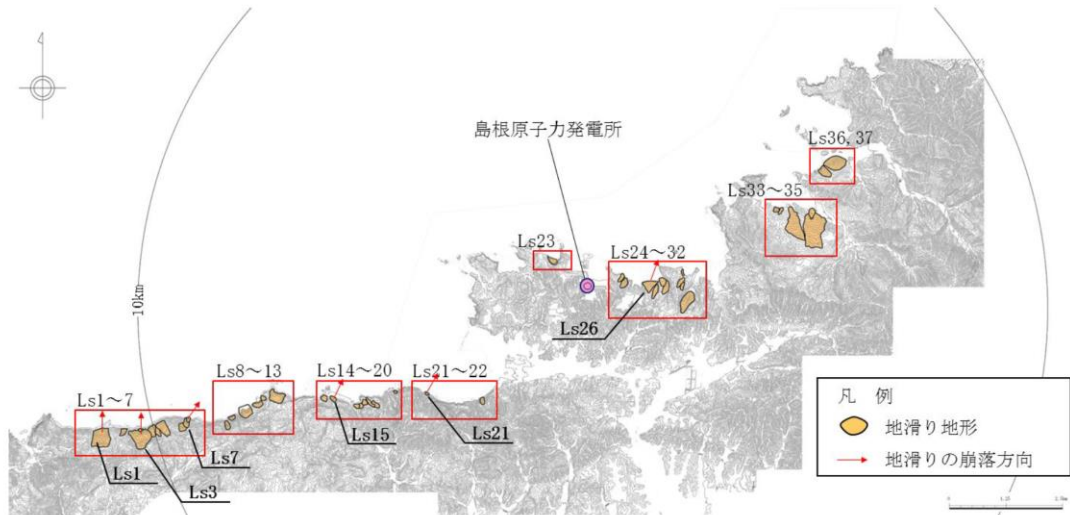 島根原子力発電所
Ls36, 37
Ls33～35
Ls23
Ls24～32
10km
Ls26
Ls8～13
Ls14～20
Ls21～22
Ls1～7
Ls15
Ls21
Ls7
Ls1
Ls3
凡 例
地滑り地形
地滑りの崩落方向